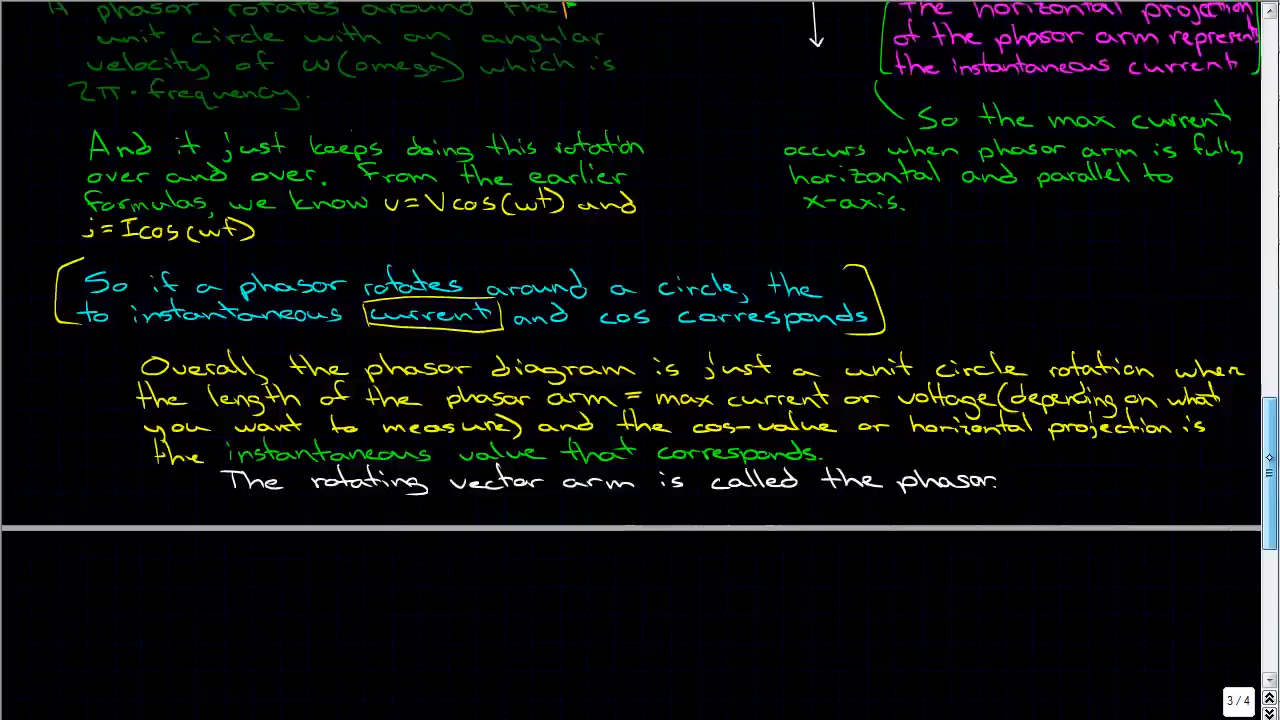 A phasor rotates around the
unit circle with an angular
velocity of w(omega) which is
2π·frequency.
And it just keeps doing this rotation
over and over. From the earlier
formulas, we know v=Vcos(wt) and
i=Icos(wt)
the horizontal projection
of the phasor arm represents
the instantaneous current
So the max current
occurs when phasor arm is fully
horizontal and parallel to
x-axis.
So if a phasor rotates around a circle, the
to instantaneous current and cos corresponds
Overall, the phasor diagram is just a unit circle rotation when
the length of the phasor arm = max current or voltage(depending on what
you want to measure) and the cos-value or horizontal projection is
the instantaneous value that corresponds.
The rotating vector arm is called the phasor.
3/4